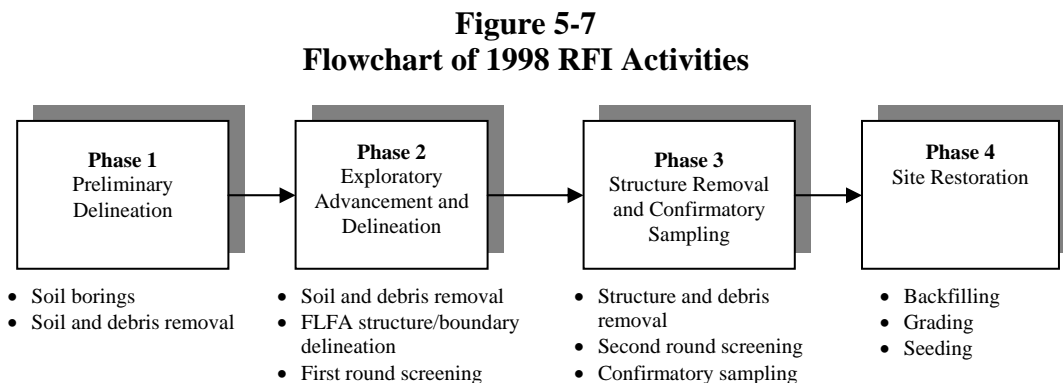 Figure 5-7
Flowchart of 1998 RFI Activities
Phase 1
Preliminary
Delineation
Phase 2
Exploratory
Advancement and
Delineation
Phase 3
Structure Removal
and Confirmatory
Sampling
Phase 4
Site Restoration
• Soil borings
• Soil and debris removal
• Soil and debris removal
• FLFA structure/boundary
delineation
• First round screening
• Structure and debris
removal
• Second round screening
• Confirmatory sampling
• Backfilling
• Grading
• Seeding